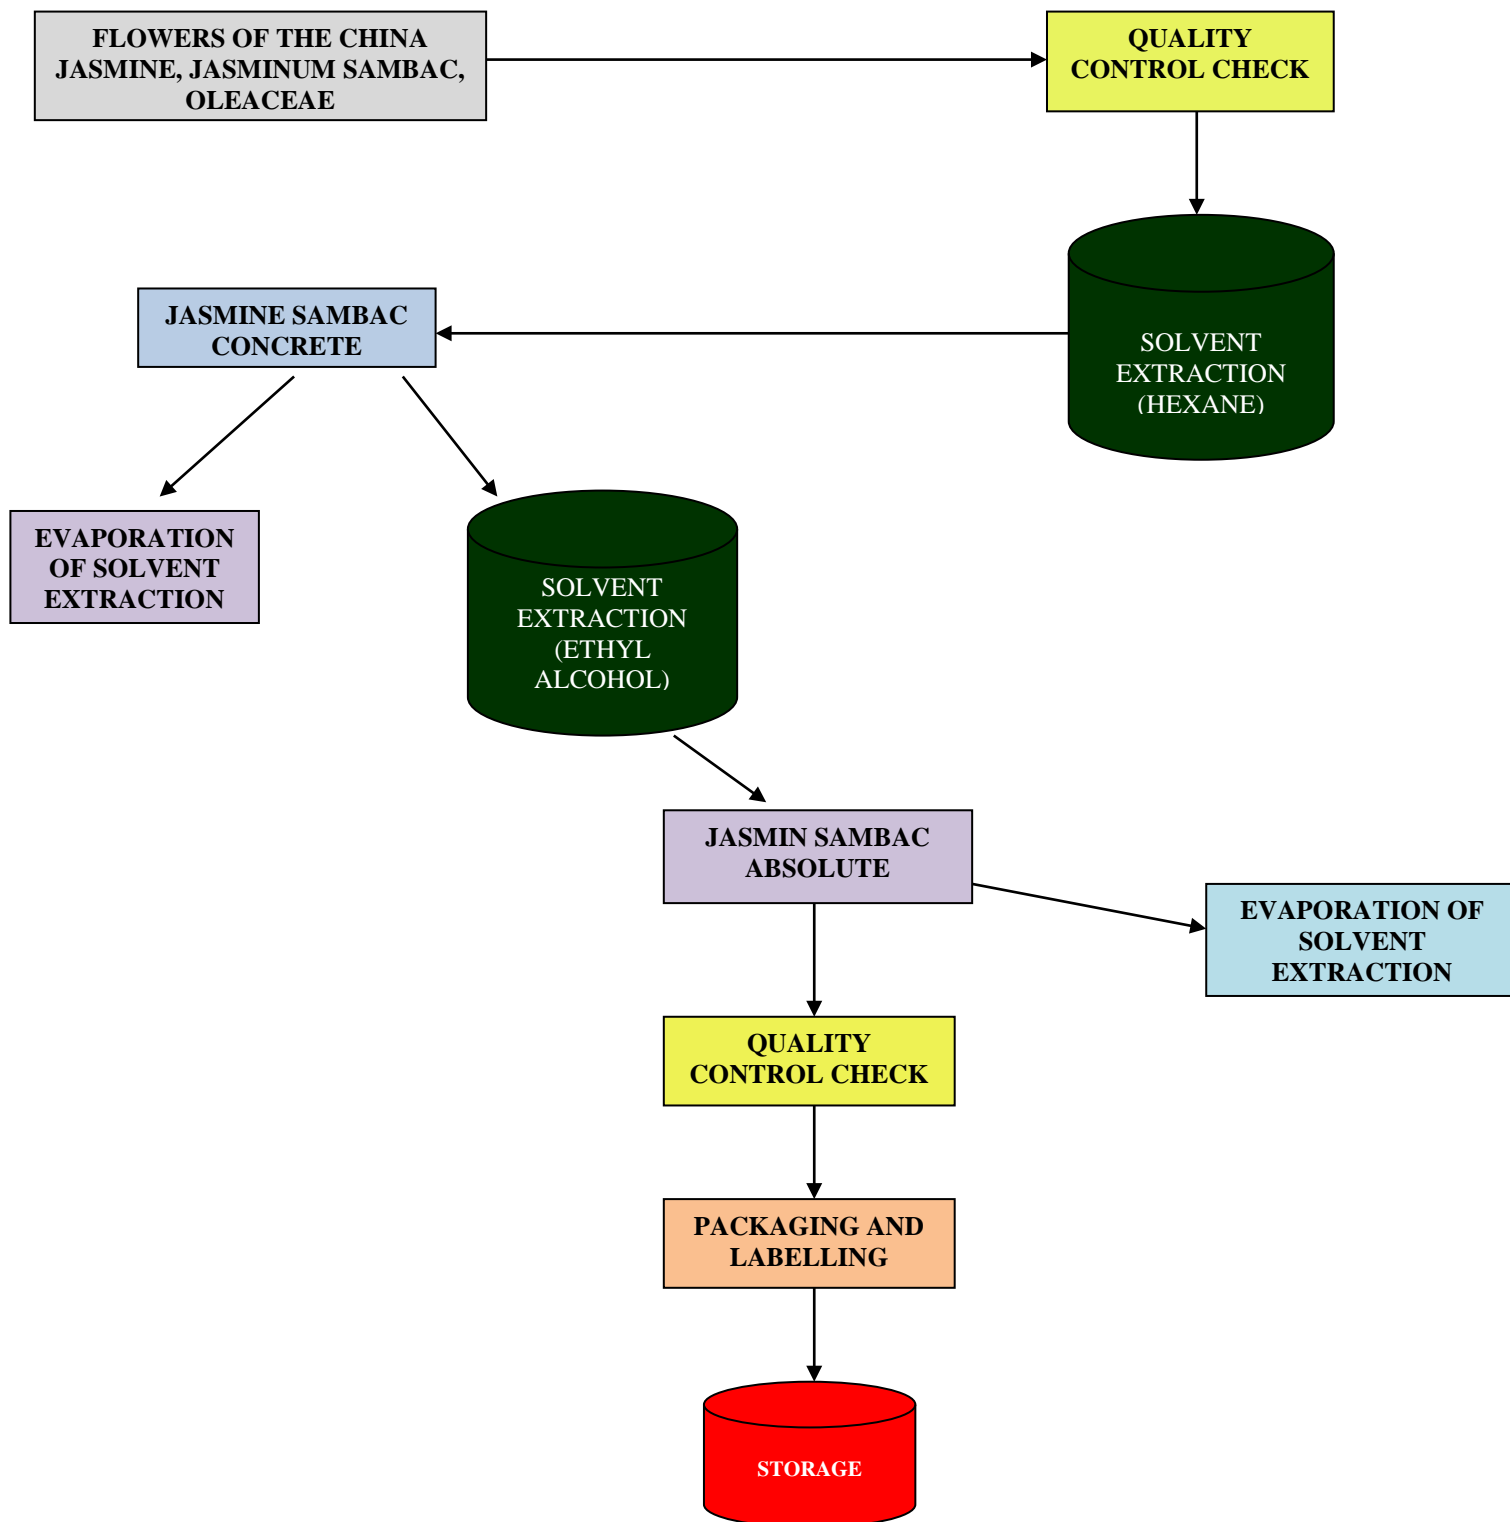 FLOWERS OF THE CHINA
JASMINE, JASMINUM SAMBAC,
OLEACEAE
QUALITY
CONTROL CHECK
SOLVENT
EXTRACTION
(HEXANE)
JASMINE SAMBAC
CONCRETE
EVAPORATION
OF SOLVENT
EXTRACTION
SOLVENT
EXTRACTION
(ETHYL
ALCOHOL)
JASMIN SAMBAC
ABSOLUTE
EVAPORATION OF
SOLVENT
EXTRACTION
QUALITY
CONTROL CHECK
PACKAGING AND
LABELLING
STORAGE